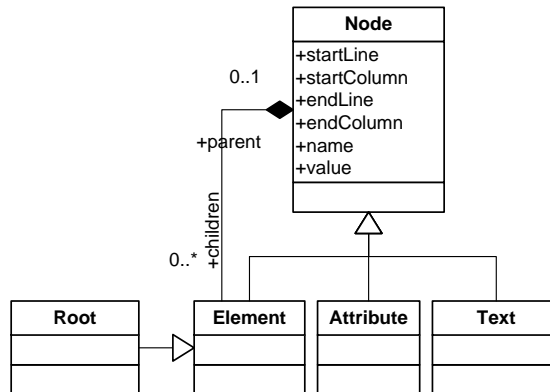 Node
+startLine
+startColumn
+endLine
+endColumn
+name
+value
0..1
+parent
+children
0..*
Root
Element
Attribute
Text